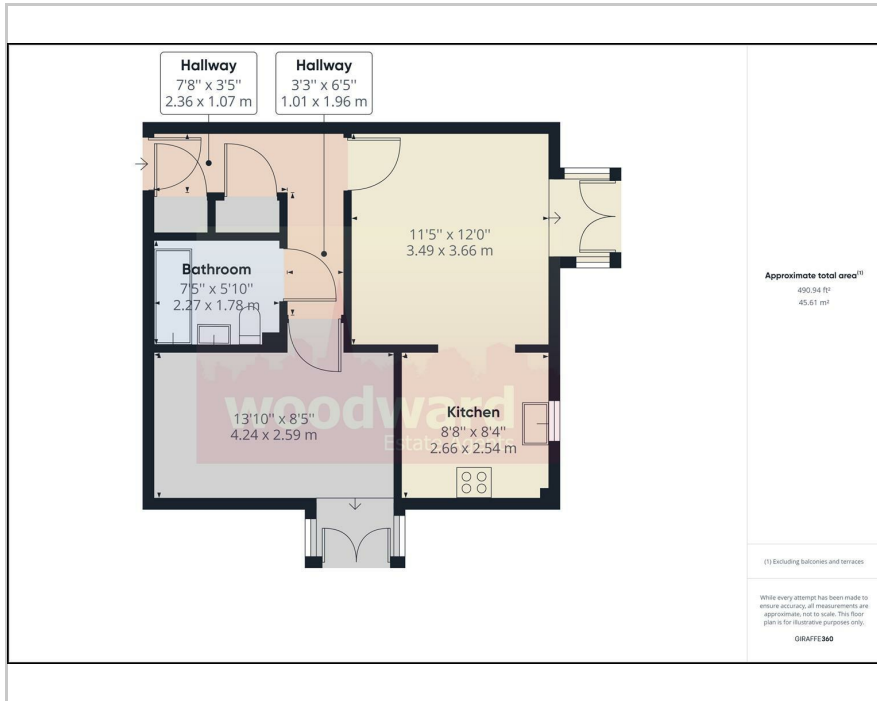 Hallway
7'8'' x 3'5''
2.36 x 1.07 m
Hallway
3'3'' x 6'5''
1.01 x 1.96 m
11'5'' x 12'0''
3.49 x 3.66 m
Bathroom
7'5'' x 5'10''
2.27 x 1.78 m
13'10'' x 8'5''
4.24 x 2.59 m
Kitchen
8'8'' x 8'4''
2.66 x 2.54 m
woodward
Estate Agents
Approximate total area(1)
490.94 ft²
45.61 m²
(1) Excluding balconies and terraces
While every attempt has been made to
ensure accuracy, all measurements are
approximate, not to scale. This floor
plan is for illustrative purposes only.
GIRAFFE360